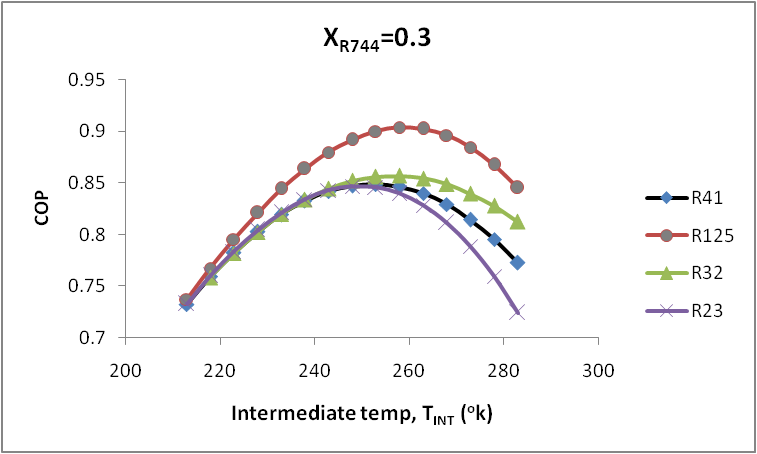 X_R744=0.3
0.95
0.9
0.85
0.8
0.75
0.7
COP
200
220
240
260
280
300
Intermediate temp, T_INT (ºk)
R41
R125
R32
R23